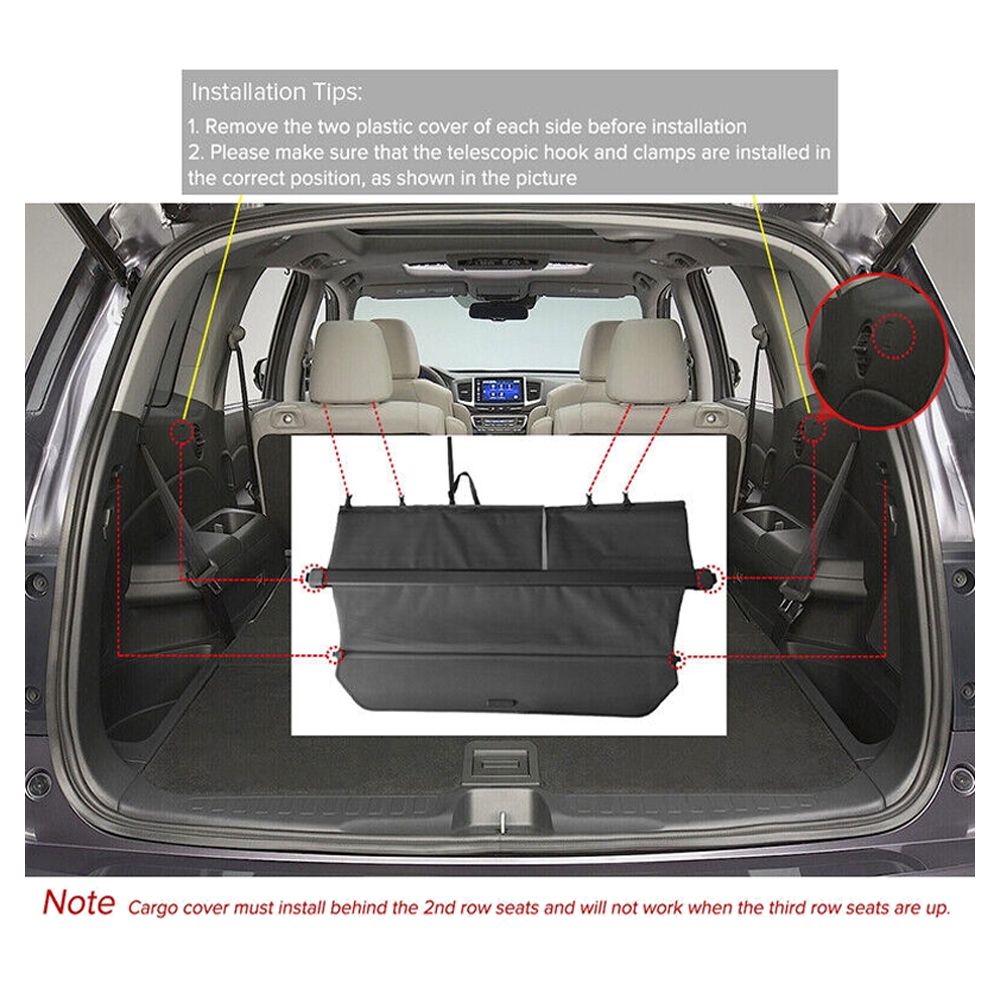 Installation Tips:
1. Remove the two plastic cover of each side before installation
2. Please make sure that the telescopic hook and clamps are installed in
the correct position, as shown in the picture
Note Cargo cover must install behind the 2nd row seats and will not work when the third row seats are up.